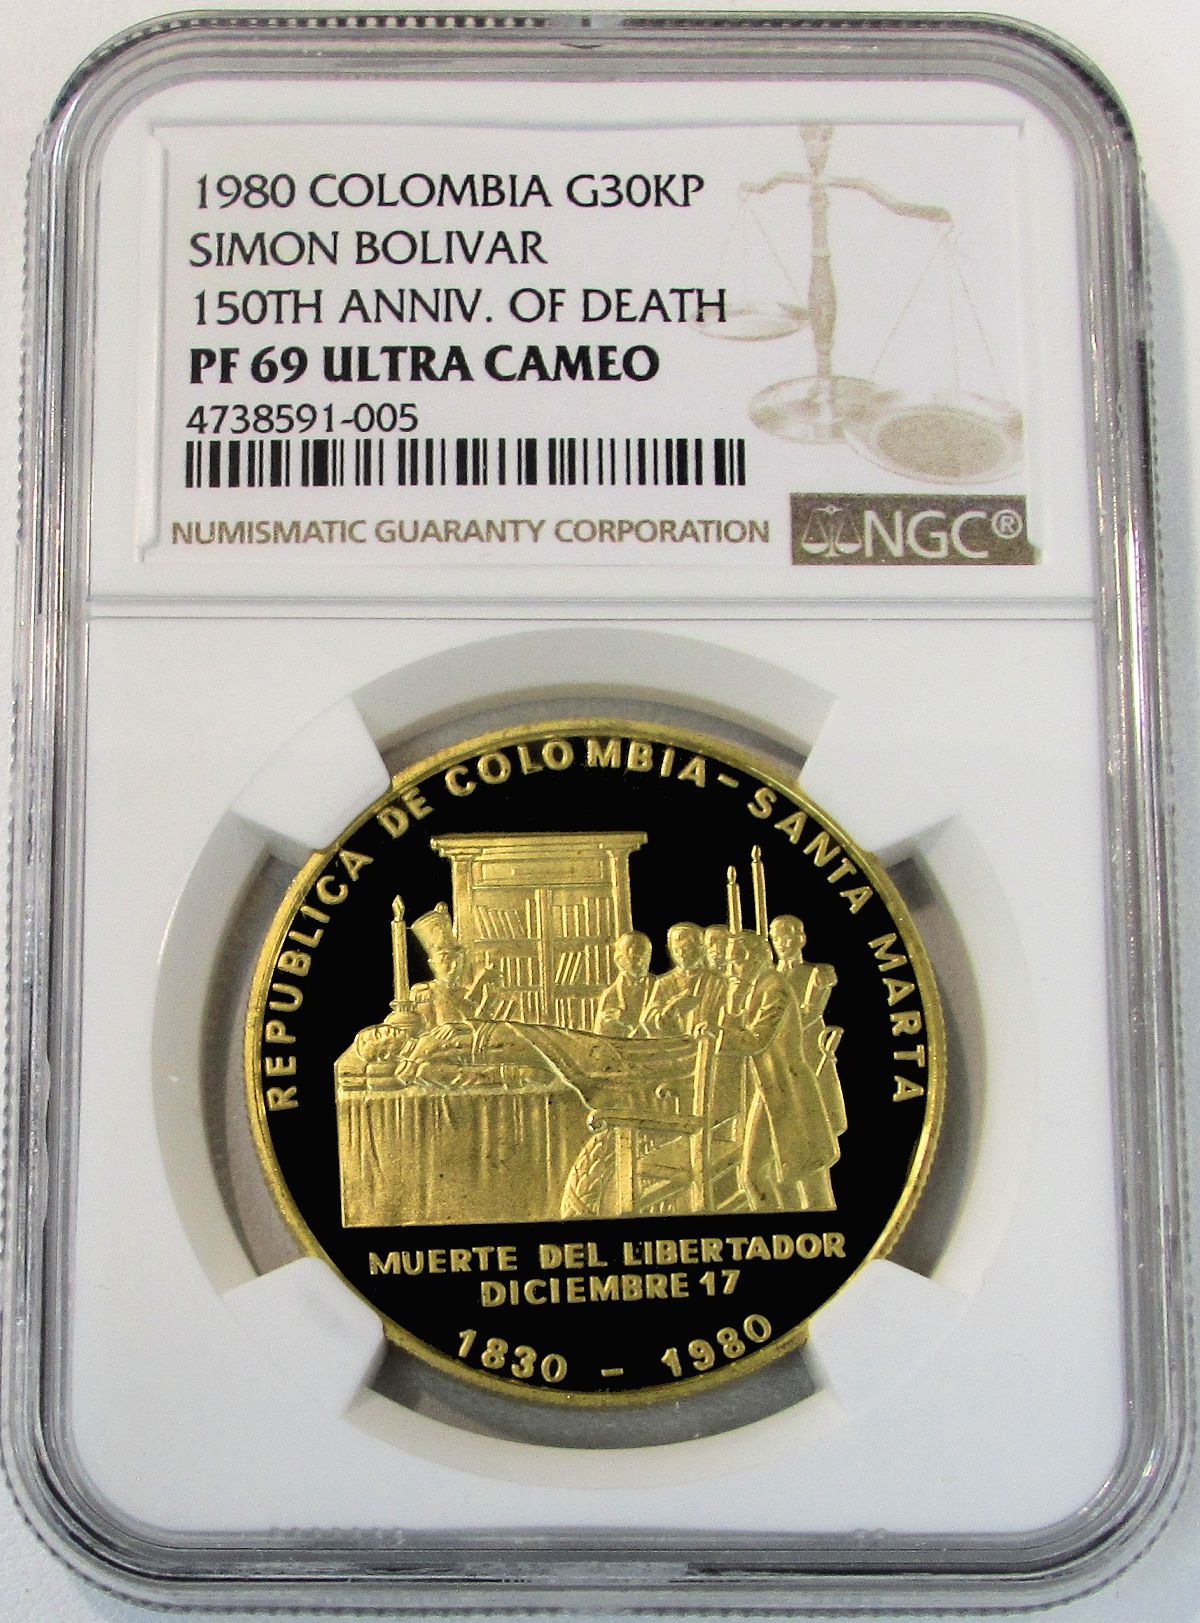 1980 COLOMBIA G30KP
SIMON BOLIVAR
150TH ANNIV. OF DEATH
PF 69 ULTRA CAMEO
4738591-005
NUMISMATIC GUARANTY CORPORATION
NGC®
REPUBLICA DE COLOMBIA - SANTA MARTA
MUERTE DEL LIBERTADOR
DICIEMBRE 17
1830 - 1980